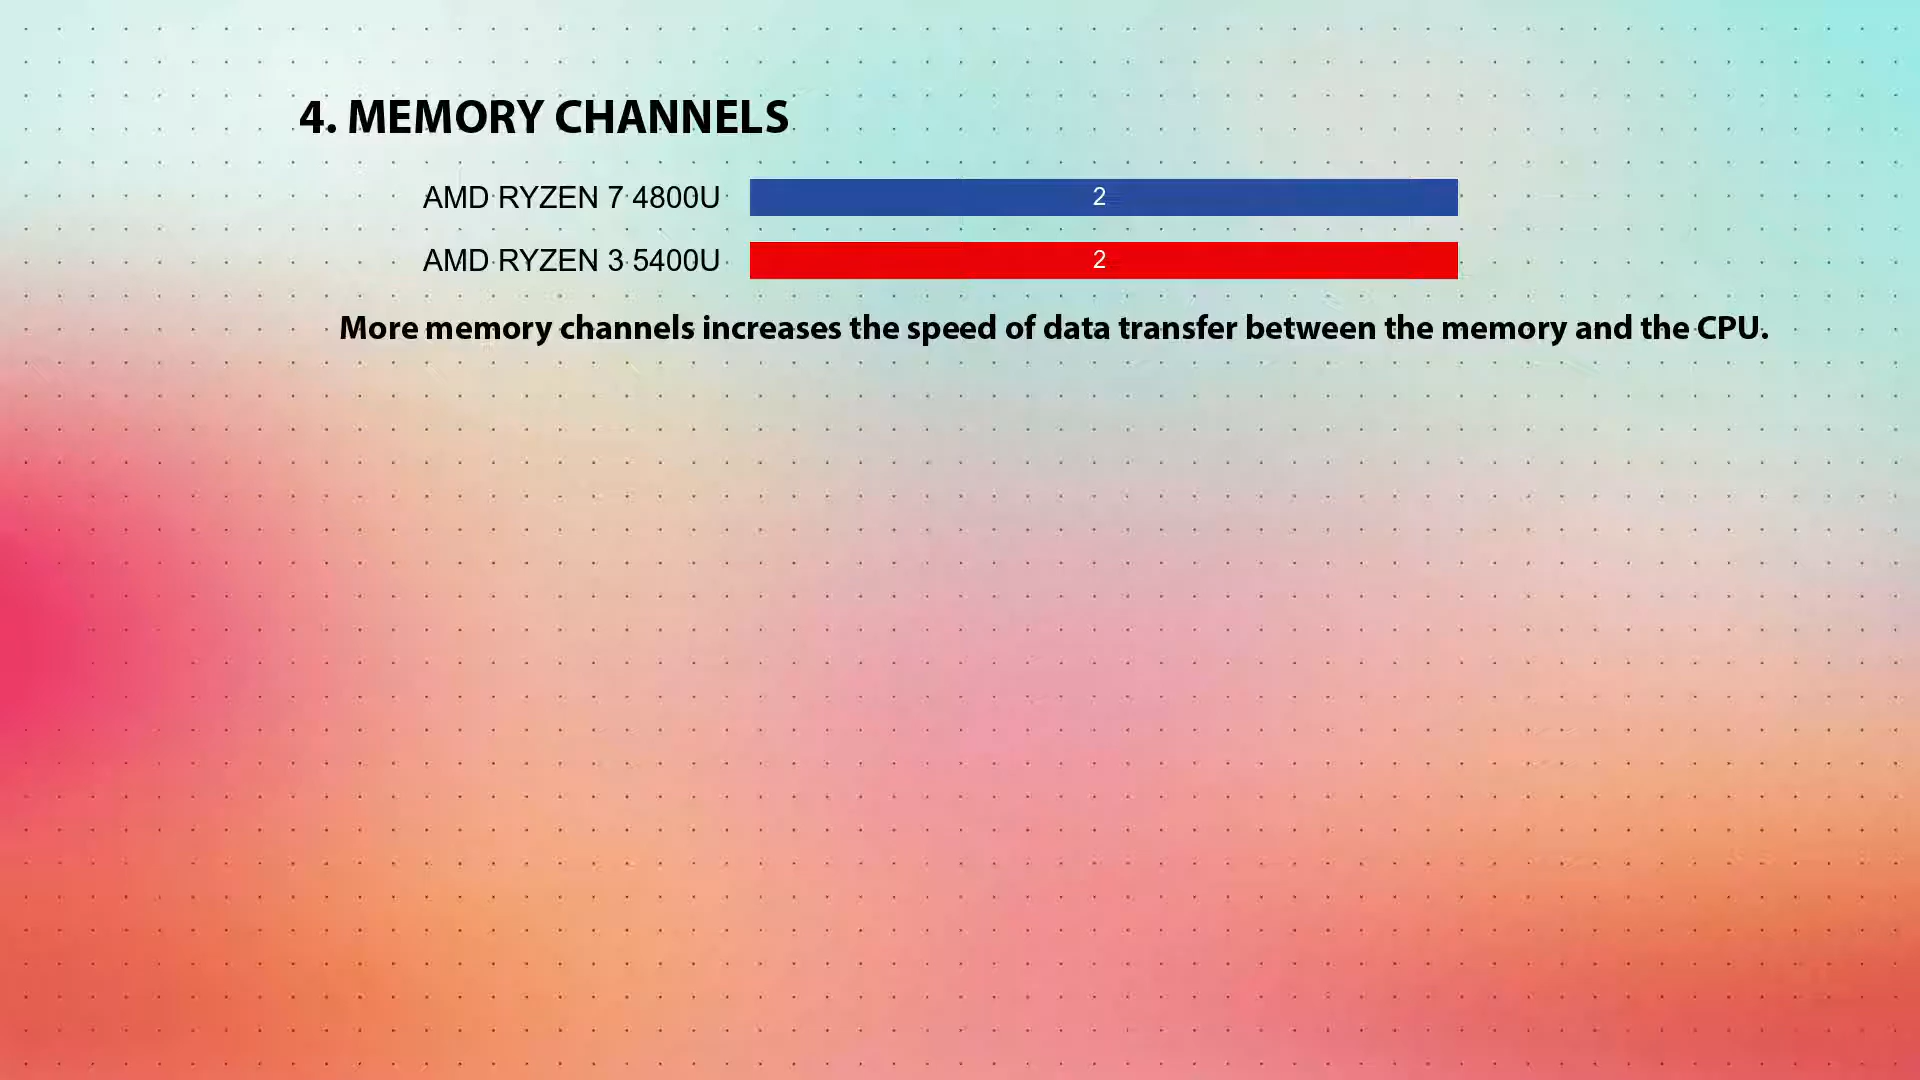 4. MEMORY CHANNELS
AMD RYZEN 7 4800U 2
AMD RYZEN 3 5400U 2
More memory channels increases the speed of data transfer between the memory and the CPU.